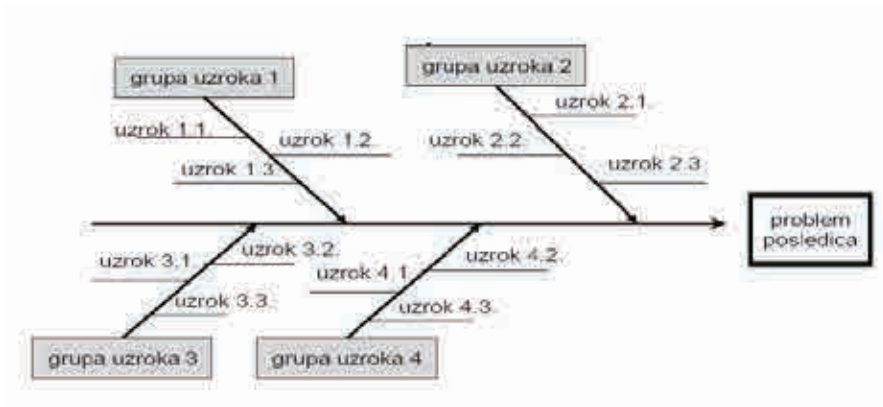 grupa uzroka 1
grupa uzroka 2
uzrok 1.1.
uzrok 1.2.
uzrok 1.3
uzrok 2.1.
uzrok 2.2.
uzrok 2.3
problem
posledica
uzrok 3.1
uzrok 3.2.
uzrok 3.3.
uzrok 4.1.
uzrok 4.2.
uzrok 4.3.
grupa uzroka 3
grupa uzroka 4